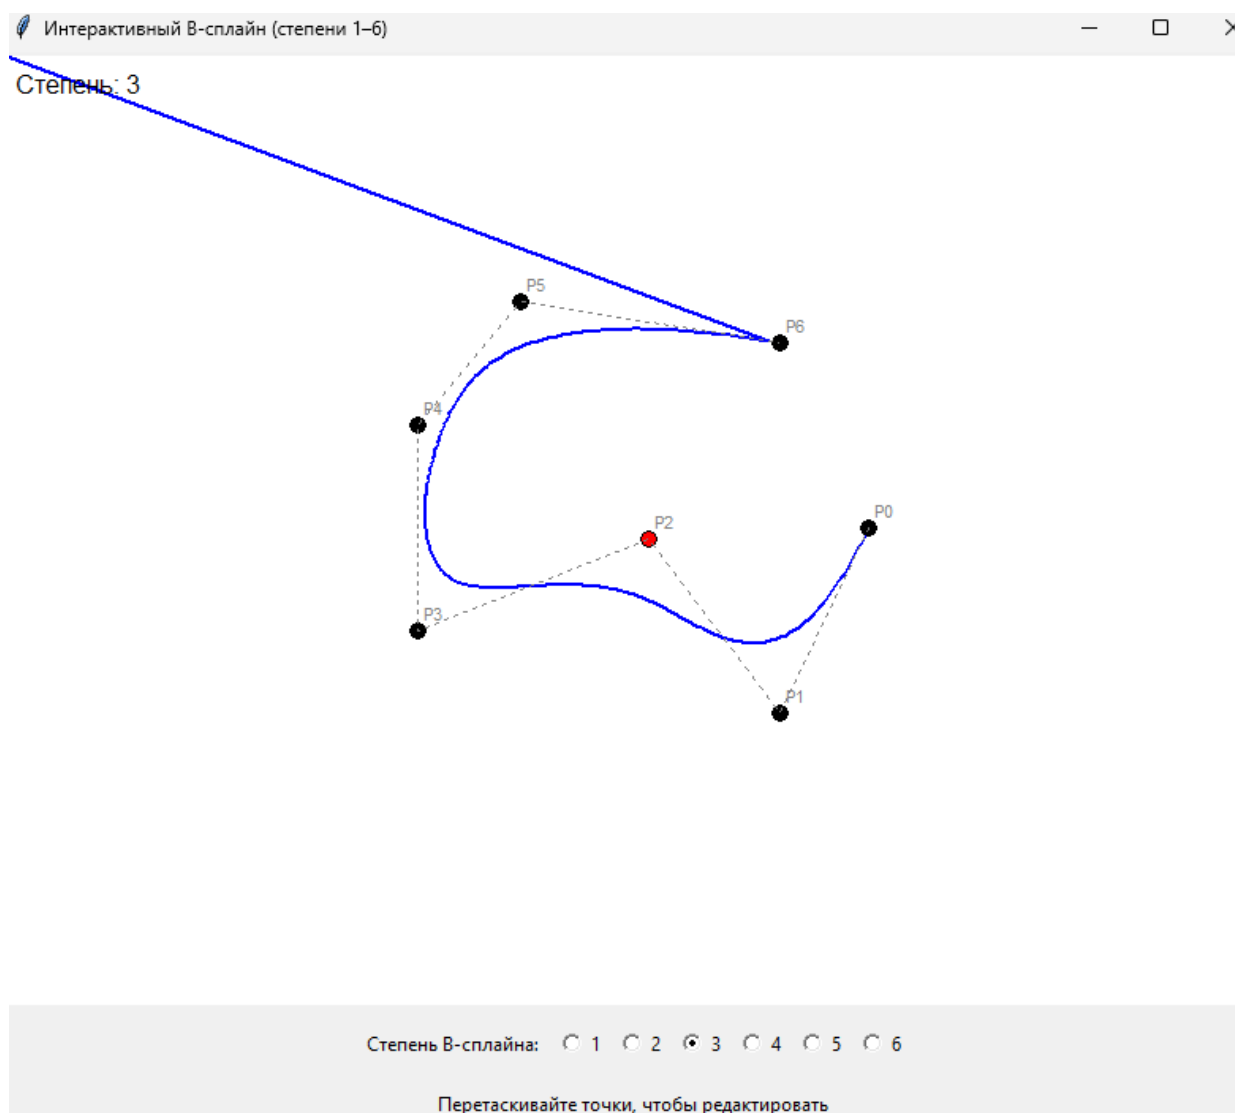 Интерактивный B-сплайн (степени 1–6)
Степень: 3
P5
P6
P4
P0
P2
P3
P1
Степень B-сплайна: 1 2 3 4 5 6
Перетаскивайте точки, чтобы редактировать